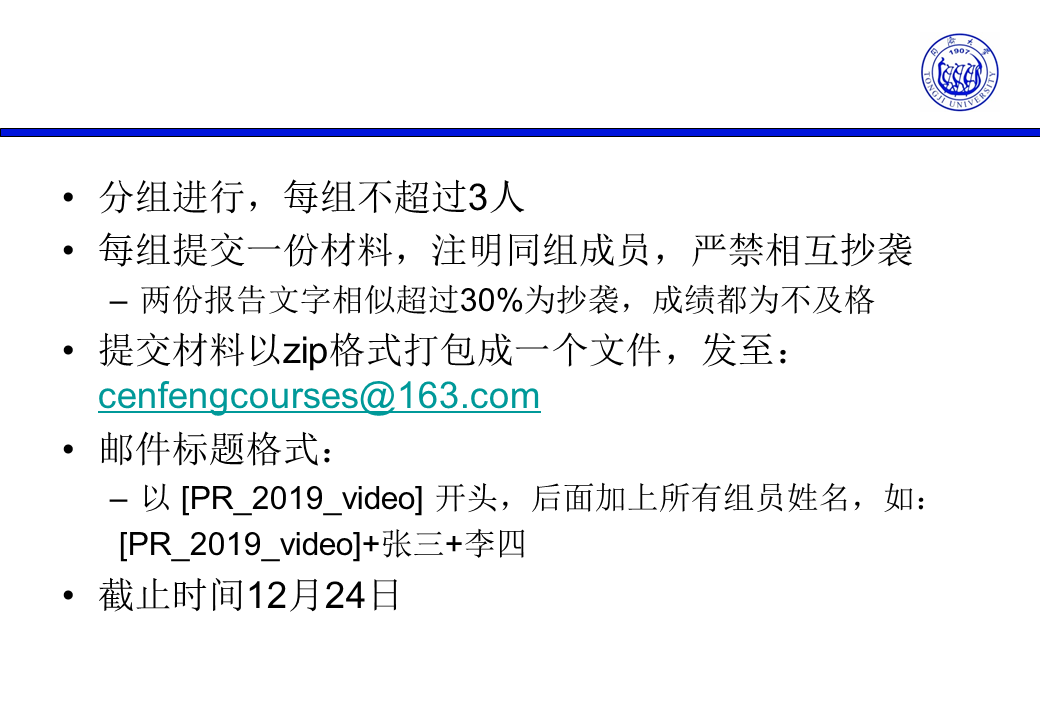 同济大学
1907
TONGJI UNIVERSITY
• 分组进行，每组不超过3人
• 每组提交一份材料，注明同组成员，严禁相互抄袭
– 两份报告文字相似超过30%为抄袭，成绩都为不及格
• 提交材料以zip格式打包成一个文件，发至：
cenfengcourses@163.com
• 邮件标题格式：
– 以 [PR_2019_video] 开头，后面加上所有组员姓名，如：
[PR_2019_video]+张三+李四
• 截止时间12月24日